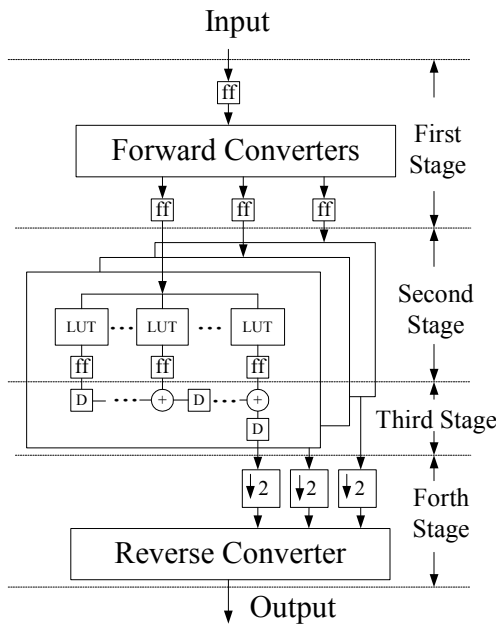 Input
ff
Forward Converters
First
Stage
ff ff ff
LUT ••• LUT ••• LUT
Second
Stage
ff ff ff
D ••• + D ••• +
D
Third Stage
↓2 ↓2 ↓2
Forth
Stage
Reverse Converter
Output